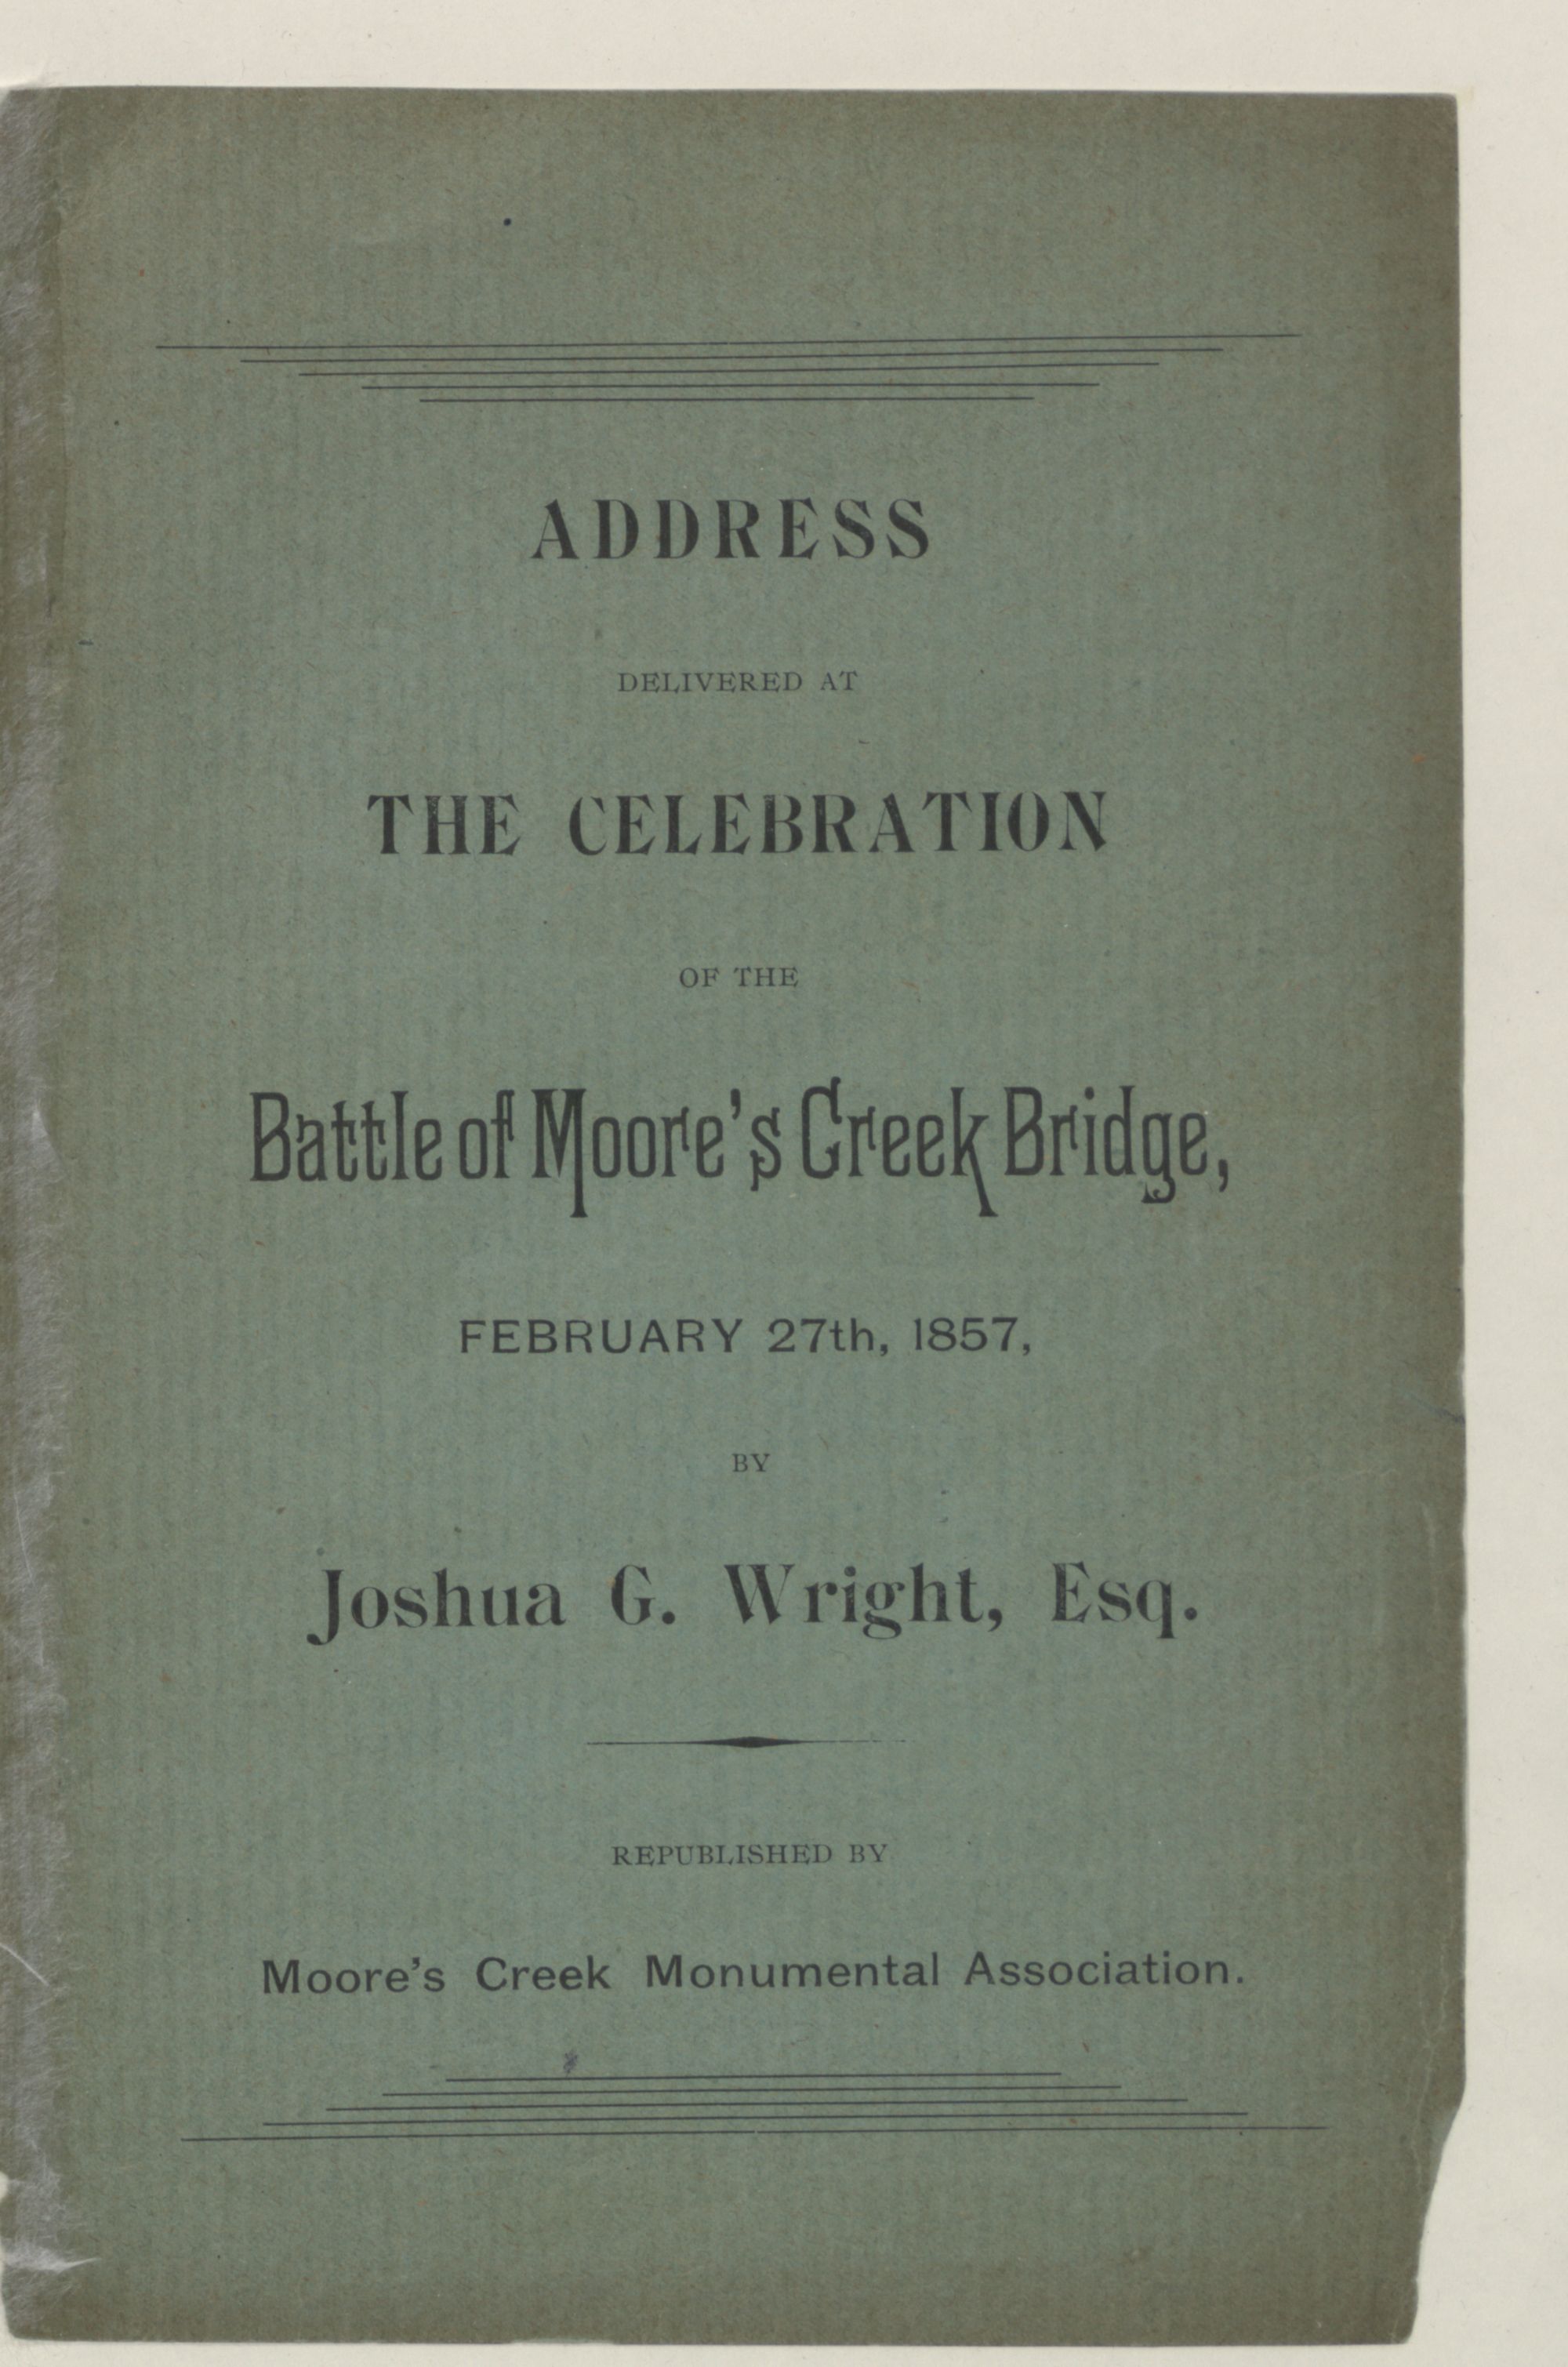 ADDRESS
DELIVERED AT
THE CELEBRATION
OF THE
Battle of Moore's Creek Bridge,
FEBRUARY 27th, 1857,
BY
Joshua G. Wright, Esq.
REPUBLISHED BY
Moore's Creek Monumental Association.